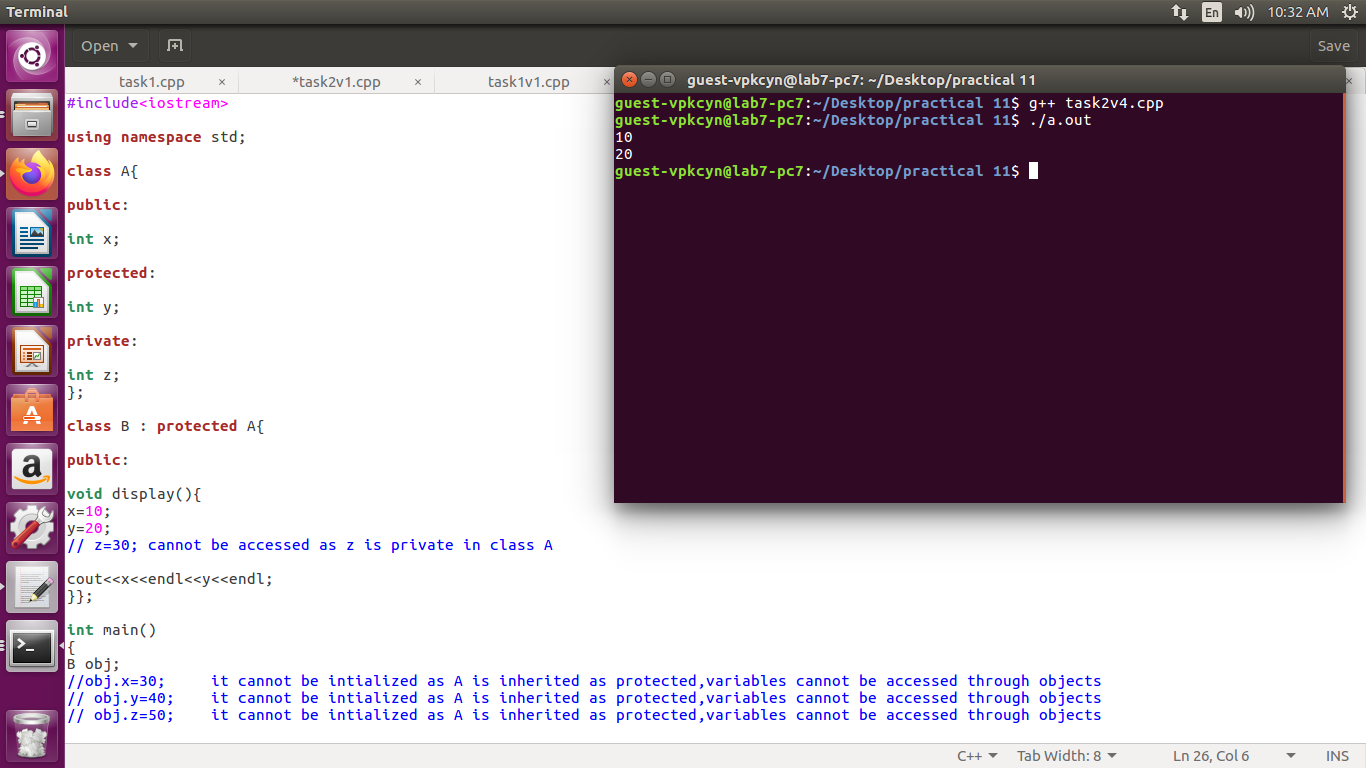 Terminal
En
10:32 AM
Open
Save
task1.cpp
*task2v1.cpp
task1v1.cpp
guest-vpkcyn@lab7-pc7: ~/Desktop/practical 11
guest-vpkcyn@lab7-pc7:~/Desktop/practical 11$ g++ task2v4.cpp
guest-vpkcyn@lab7-pc7:~/Desktop/practical 11$ ./a.out
10
20
guest-vpkcyn@lab7-pc7:~/Desktop/practical 11$
#include<iostream>
using namespace std;
class A{
public:
int x;
protected:
int y;
private:
int z;
};
class B : protected A{
public:
void display(){
x=10;
y=20;
// z=30; cannot be accessed as z is private in class A
cout<<x<<endl<<y<<endl;
}};
int main()
{
B obj;
//obj.x=30;     it cannot be intialized as A is inherited as protected,variables cannot be accessed through objects
// obj.y=40;    it cannot be intialized as A is inherited as protected,variables cannot be accessed through objects
// obj.z=50;    it cannot be intialized as A is inherited as protected,variables cannot be accessed through objects
C++
Tab Width: 8
Ln 26, Col 6
INS